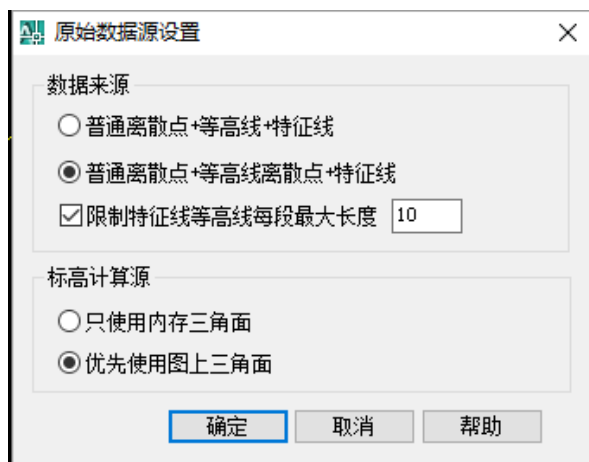 原始数据源设置
数据来源
普通离散点+等高线+特征线
普通离散点+等高线离散点+特征线
限制特征线等高线每段最大长度 10
标高计算源
只使用内存三角面
优先使用图上三角面
确定 取消 帮助